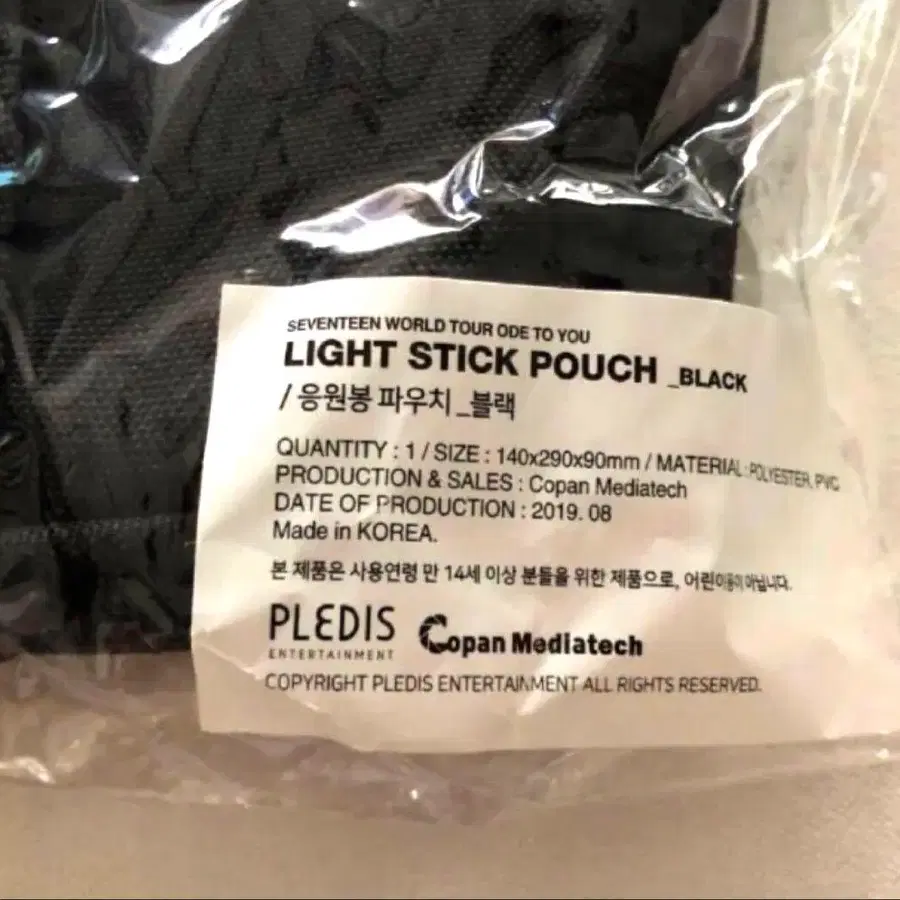 SEVENTEEN WORLD TOUR ODE TO YOU
LIGHT STICK POUCH _BLACK
/ 응원봉 파우치_블랙
QUANTITY : 1 / SIZE : 140x290x90mm / MATERIAL : POLYESTER, PVC
PRODUCTION & SALES : Copan Mediatech
DATE OF PRODUCTION : 2019. 08
Made in KOREA.
본 제품은 사용연령 만 14세 이상 분들을 위한 제품으로, 어린이용이 아닙니다.
PLEDIS
ENTERTAINMENT
Copan Mediatech
COPYRIGHT PLEDIS ENTERTAINMENT ALL RIGHTS RESERVED.